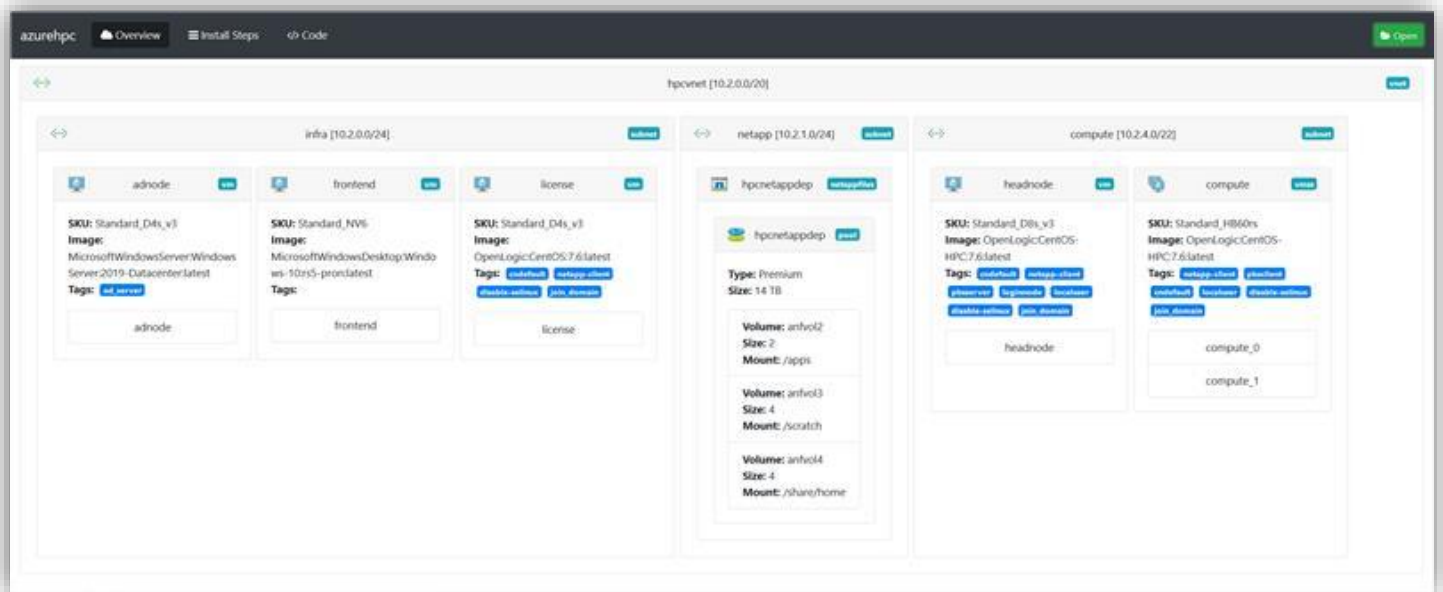 azurehpc Overview Install Steps </> Code Open
hpcvnet [10.2.0.0/20] vnet
infra [10.2.0.0/24] subnet
adnode vm
SKU: Standard_D4s_v3
Image:
MicrosoftWindowsServer:Windows
Server:2019-Datacenter:latest
Tags: ad_server
adnode
frontend vm
SKU: Standard_NV6
Image:
MicrosoftWindowsDesktop:Windo
ws-10:rs5-pron:latest
Tags:
frontend
license vm
SKU: Standard_D4s_v3
Image:
OpenLogic:CentOS:7.6:latest
Tags: cndefault netapp-client
disable-selinux join_domain
license
netapp [10.2.1.0/24] subnet
hpcnetappdep netappfiles
hpcnetappdep pool
Type: Premium
Size: 14 TB
Volume: anfvol2
Size: 2
Mount: /apps
Volume: anfvol3
Size: 4
Mount: /scratch
Volume: anfvol4
Size: 4
Mount: /share/home
compute [10.2.4.0/22] subnet
headnode vm
SKU: Standard_D8s_v3
Image: OpenLogic:CentOS-
HPC:7.6:latest
Tags: cndefault netapp-client
pbsserver loginnode localuser
disable-selinux join_domain
headnode
compute vmss
SKU: Standard_HB60rs
Image: OpenLogic:CentOS-
HPC:7.6:latest
Tags: netapp-client pbsclient
cndefault localuser disable-selinux
join_domain
compute_0
compute_1